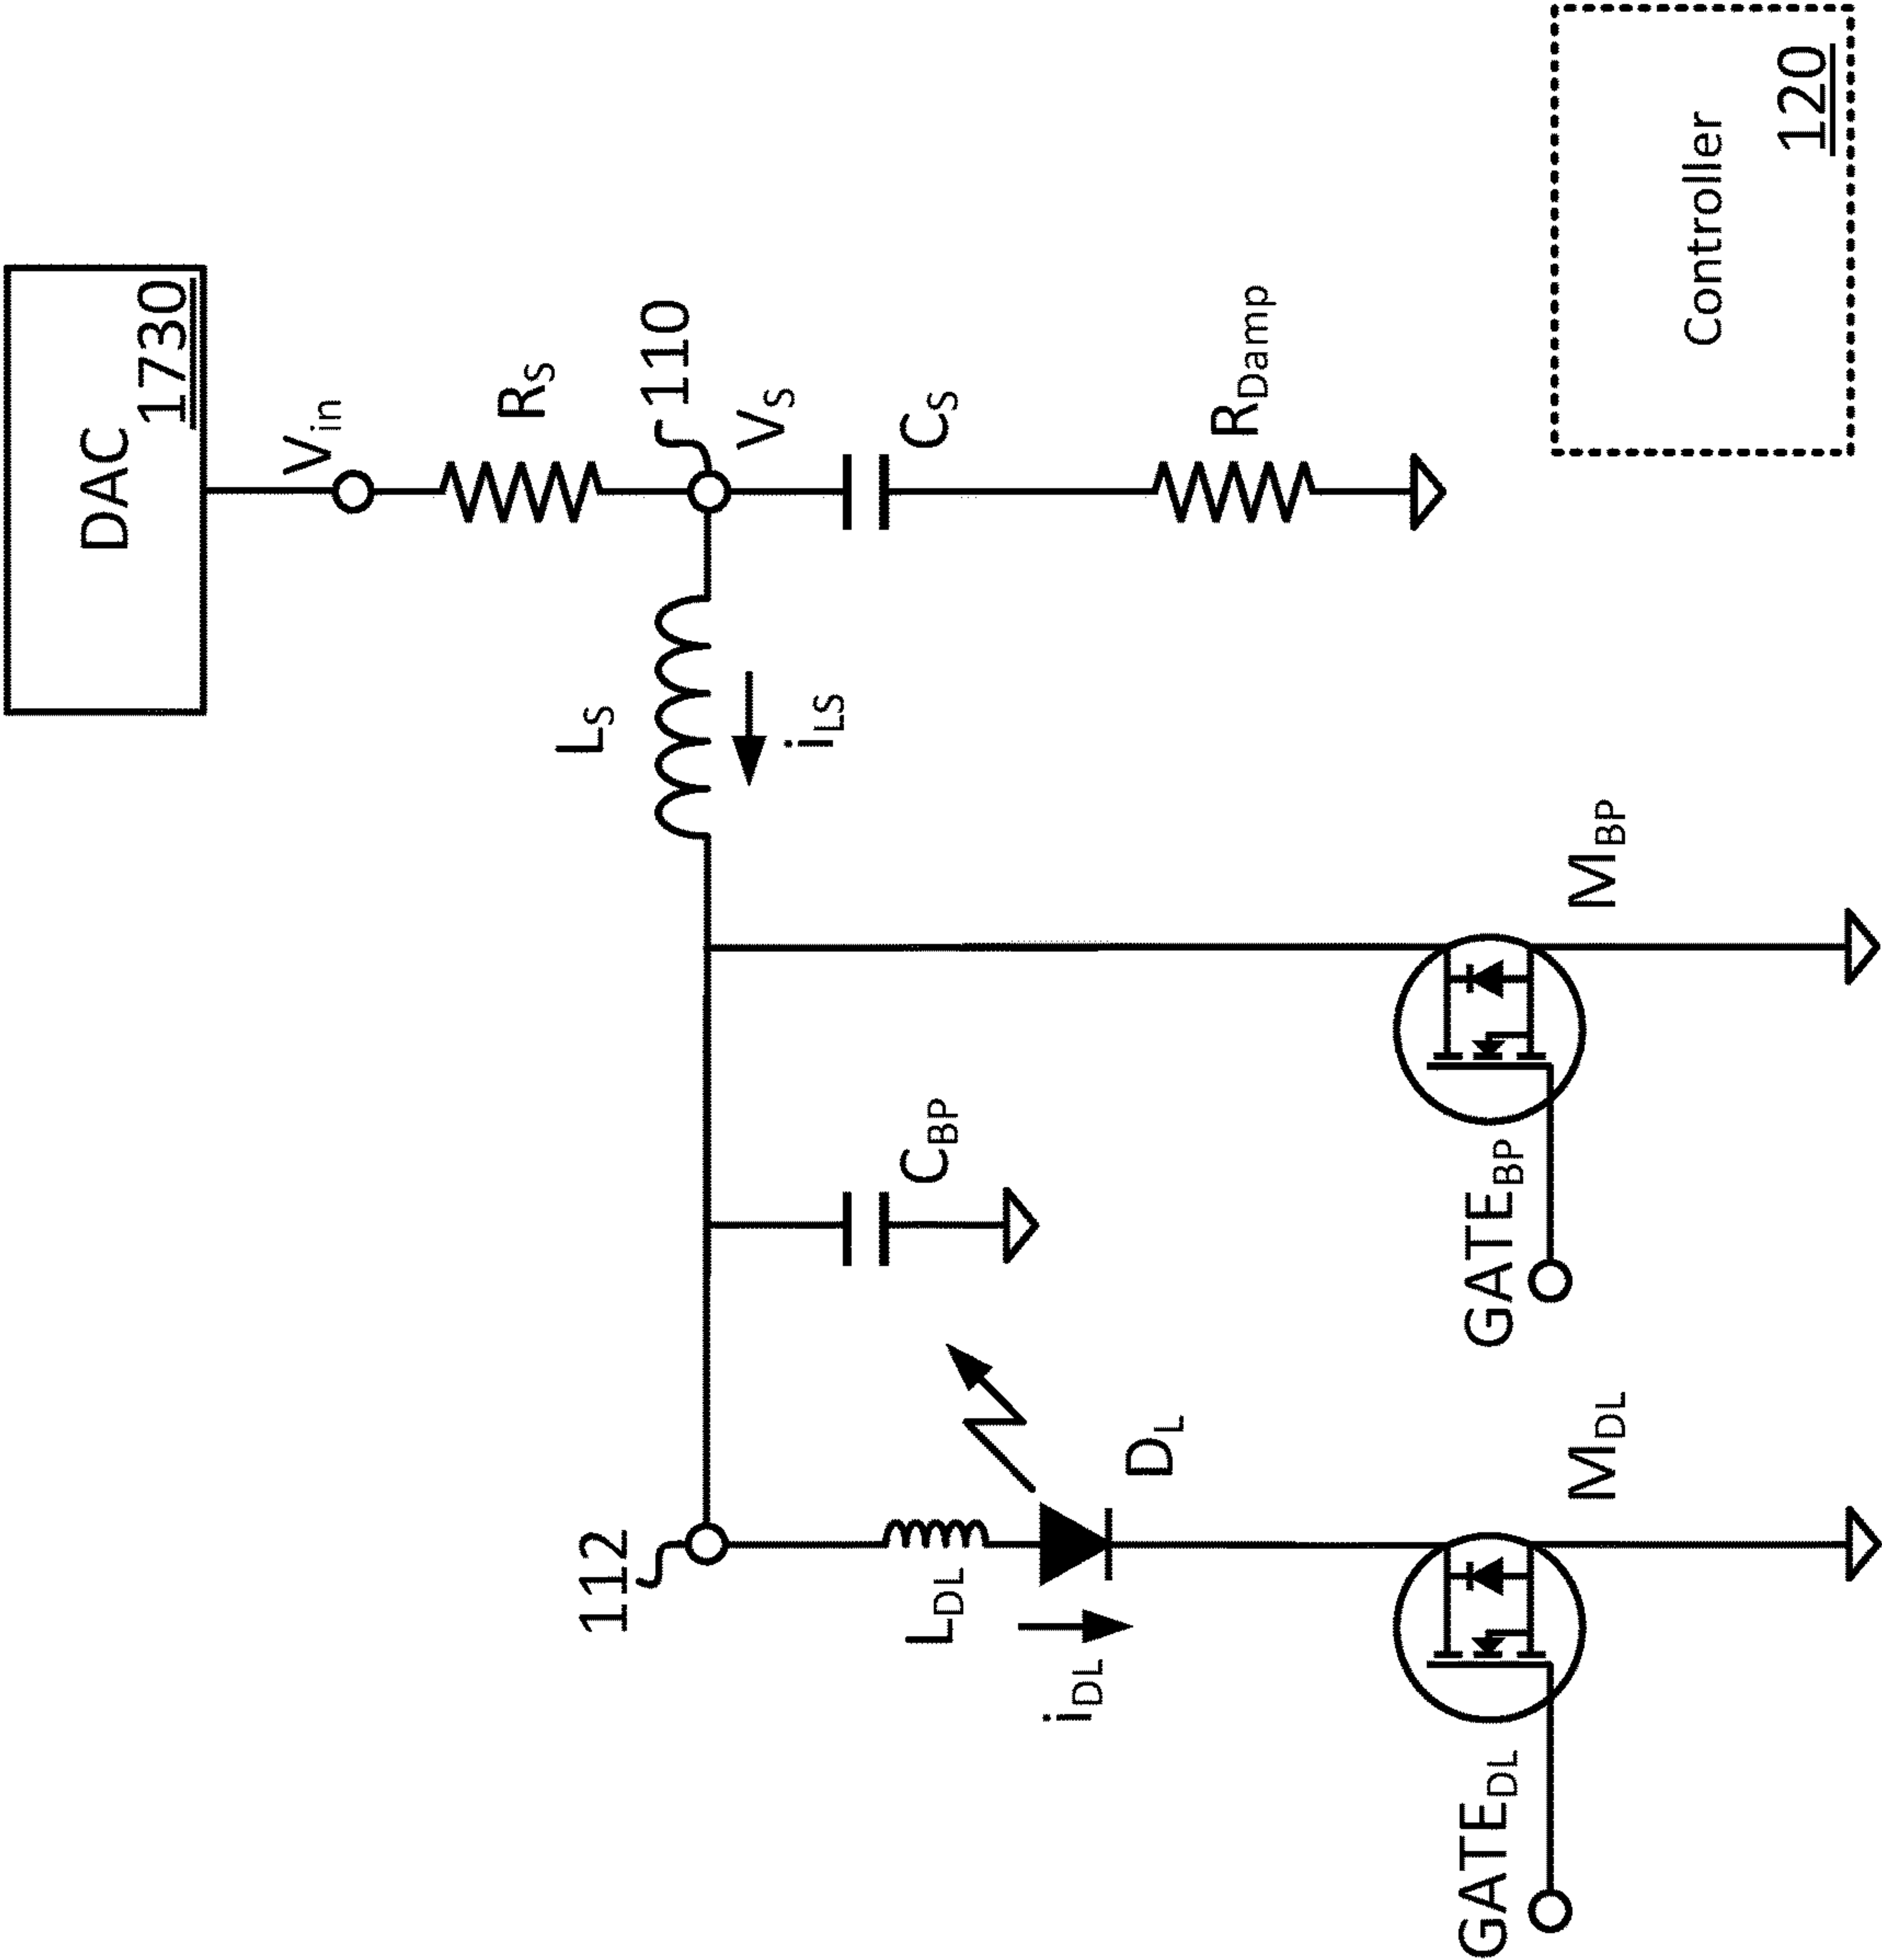 DAC
1730
Vin
RS
110
VS
CS
RDamp
LS
iLS
Controller
120
112
LDL
iDL
DL
CBP
GATEDL
MDL
GATEBP
MBP